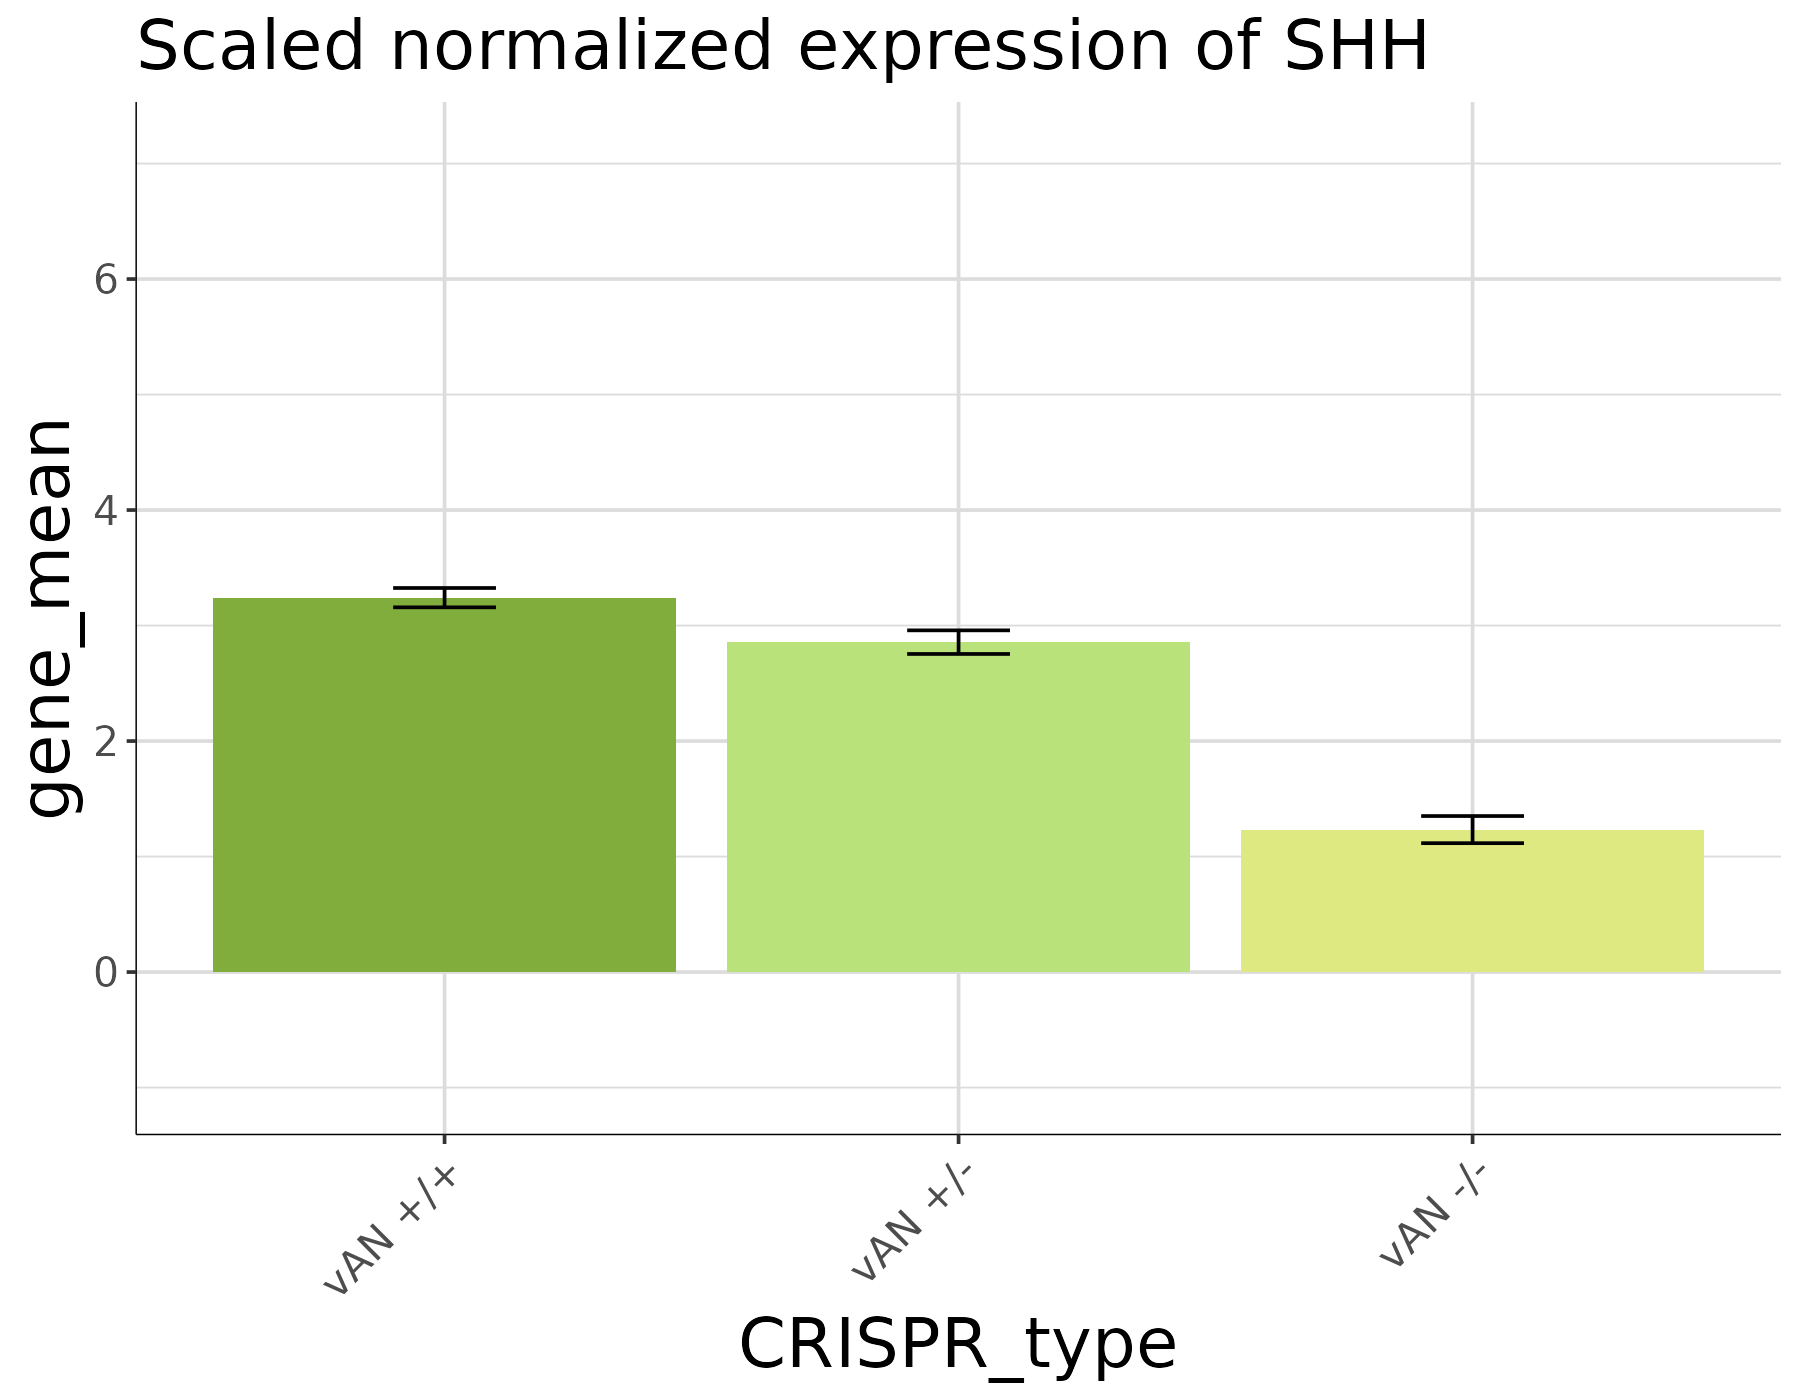 Scaled normalized expression of SHH
gene_mean
6
4
2
0
vAN +/+
vAN +/-
vAN -/-
CRISPR_type